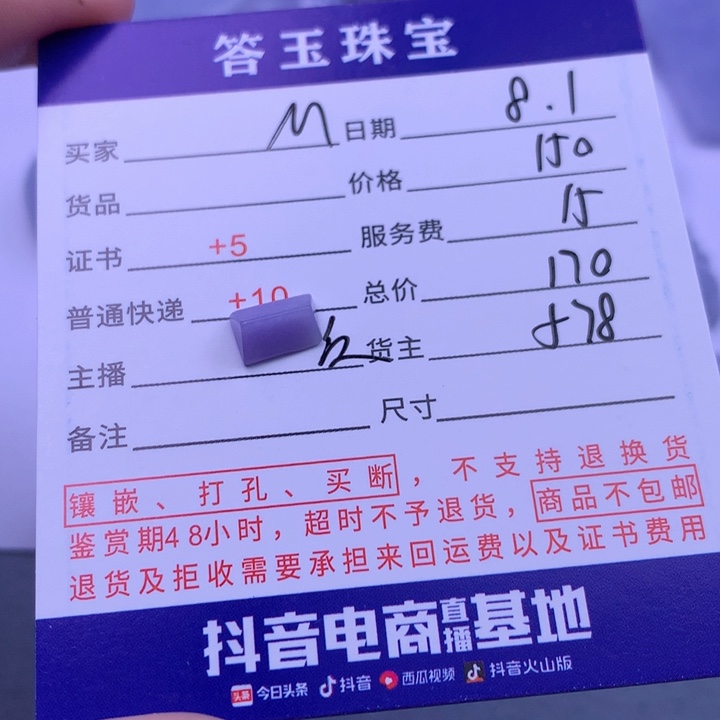 答玉珠宝
买家 M 日期 8.1
货品 价格 150
证书 +5 服务费 15
普通快递 +10 总价 170
主播 货主 578
备注 尺寸
镶嵌、打孔、买断，不支持退换货
鉴赏期48小时，超时不予退货，商品不包邮
退货及拒收需要承担来回运费以及证书费用
抖音电商直播基地
头条 今日头条 抖音 西瓜视频 抖音火山版